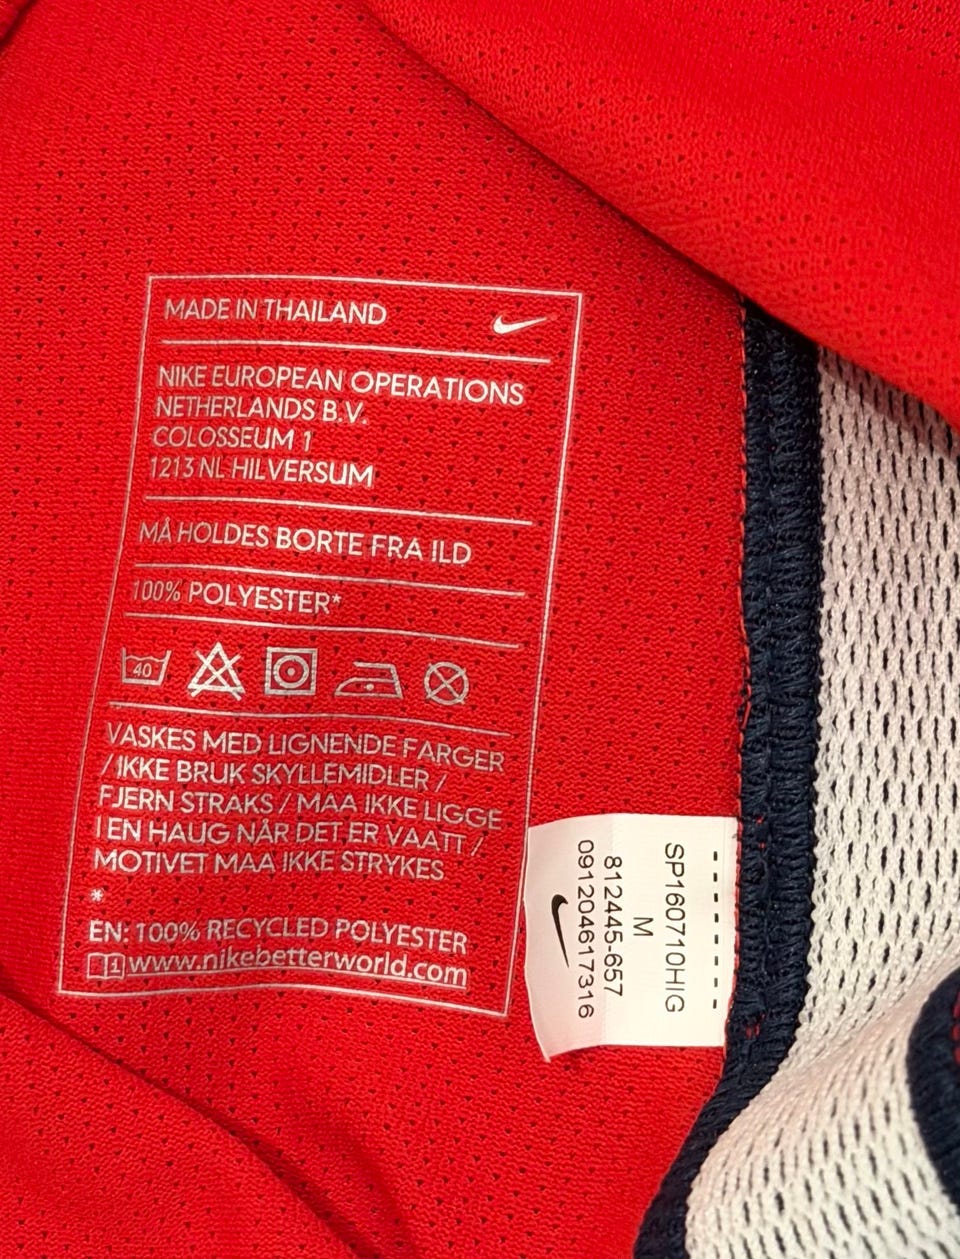 MADE IN THAILAND
NIKE EUROPEAN OPERATIONS
NETHERLANDS B.V.
COLOSSEUM 1
1213 NL HILVERSUM
MÅ HOLDES BORTE FRA ILD
100% POLYESTER*
40
VASKES MED LIGNENDE FARGER
/ IKKE BRUK SKYLLEMIDLER /
FJERN STRAKS / MAA IKKE LIGGE
I EN HAUG NÅR DET ER VAATT /
MOTIVET MAA IKKE STRYKES
*
EN: 100% RECYCLED POLYESTER
1 www.nikebetterworld.com
SP160710HIG
M
812445-657
091204617316